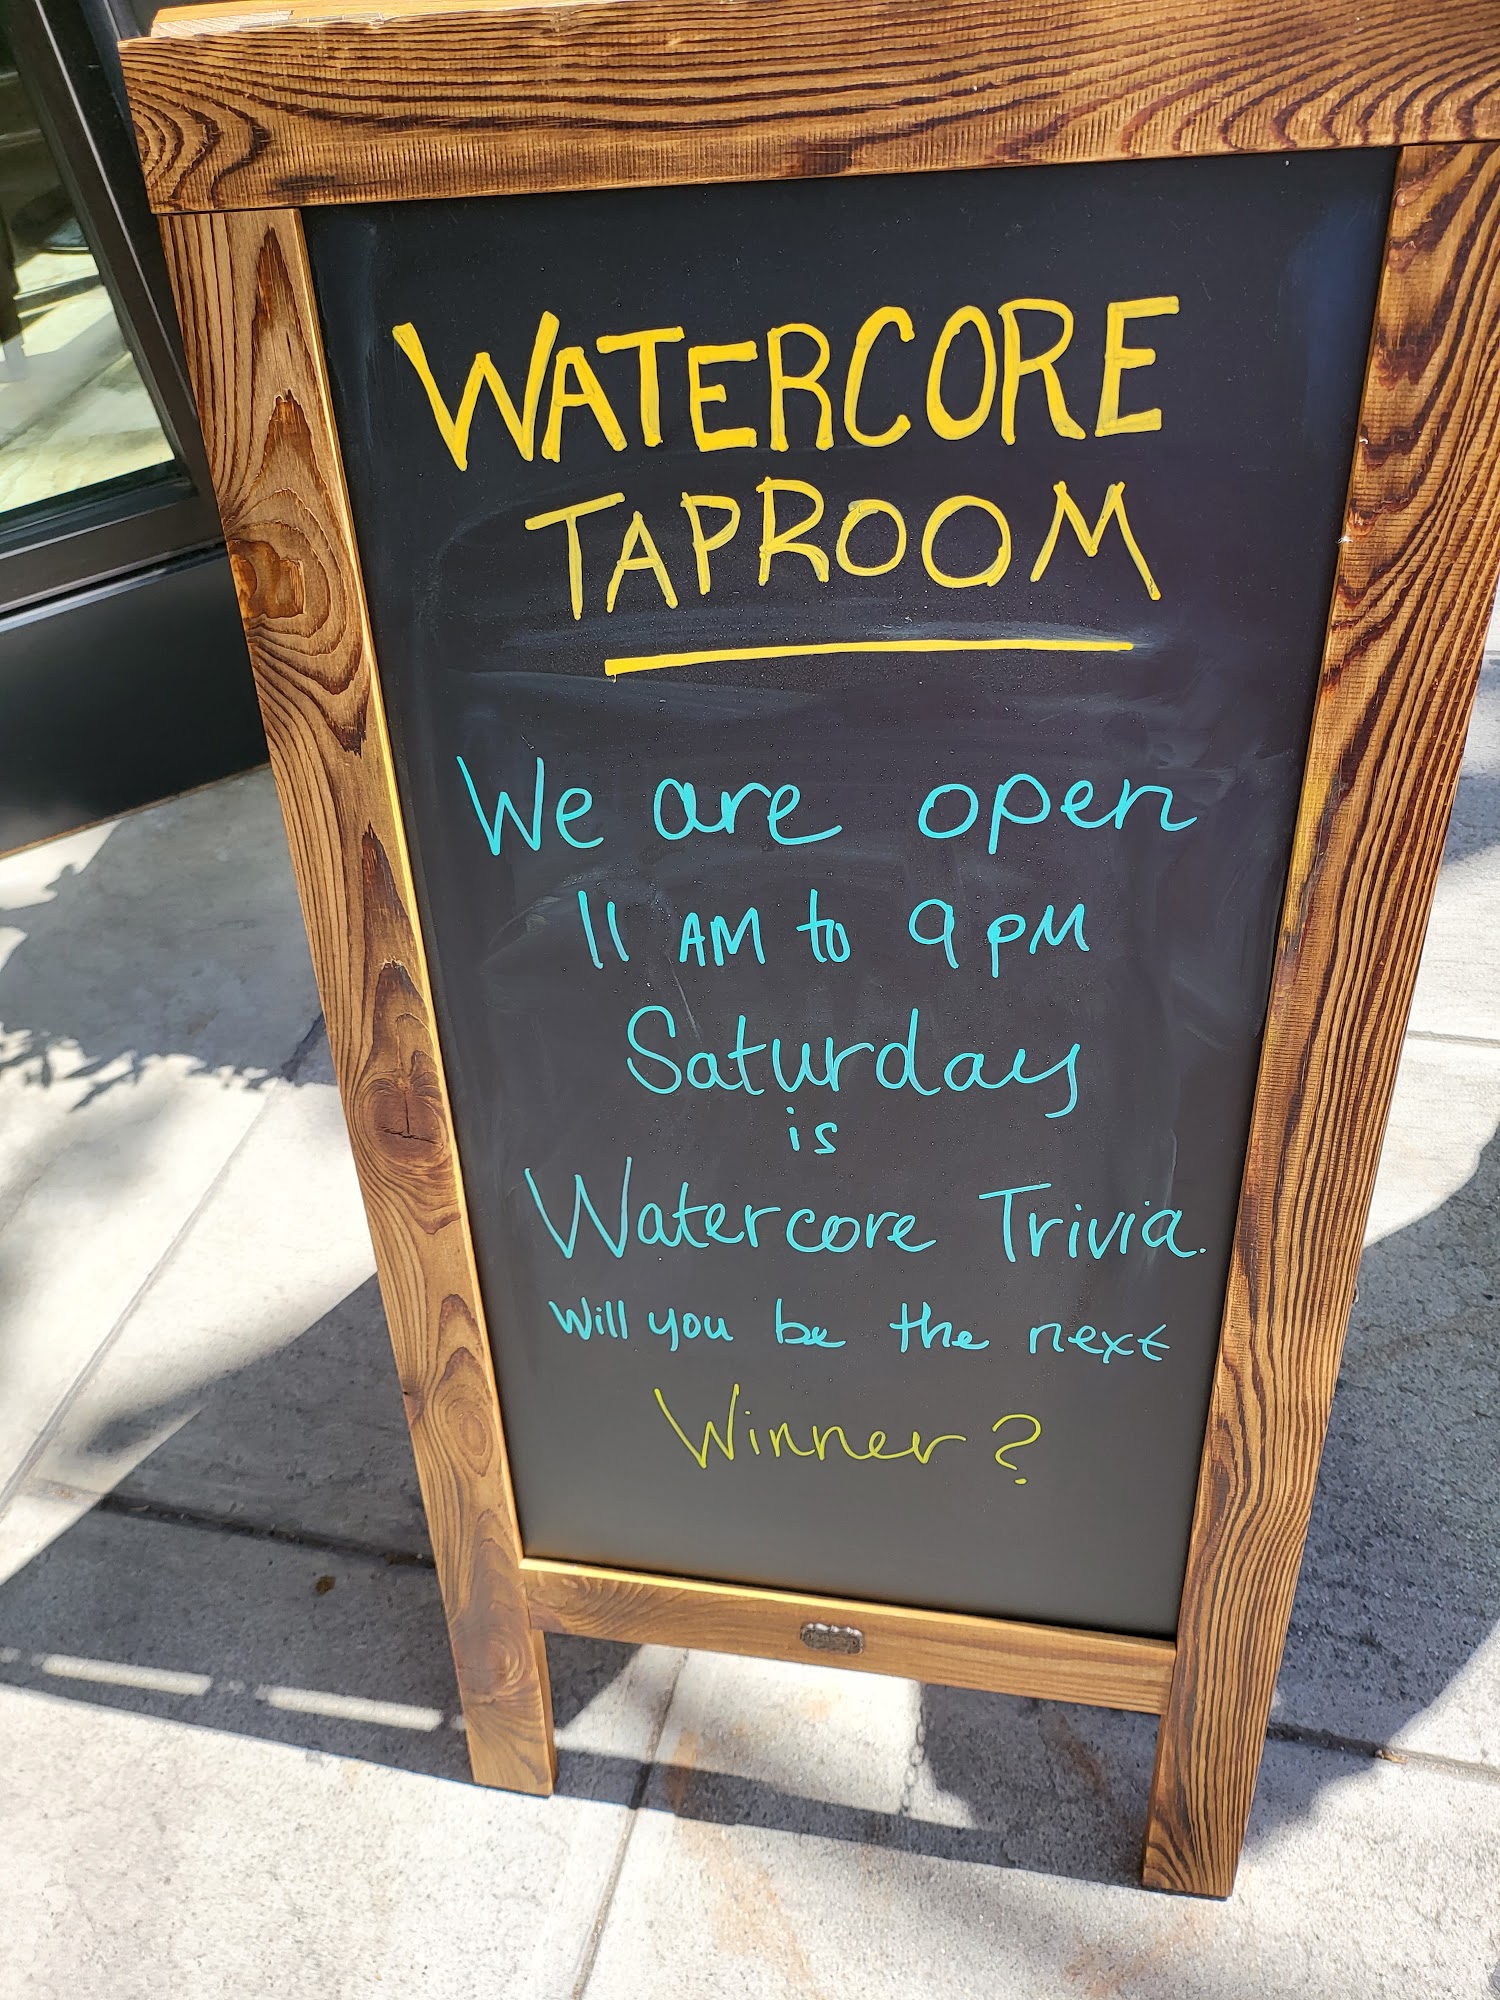 WATERCORE
TAPROOM
We are open
11 AM to 9 PM
Saturday
is
Watercore Trivia.
Will you be the next
Winner?